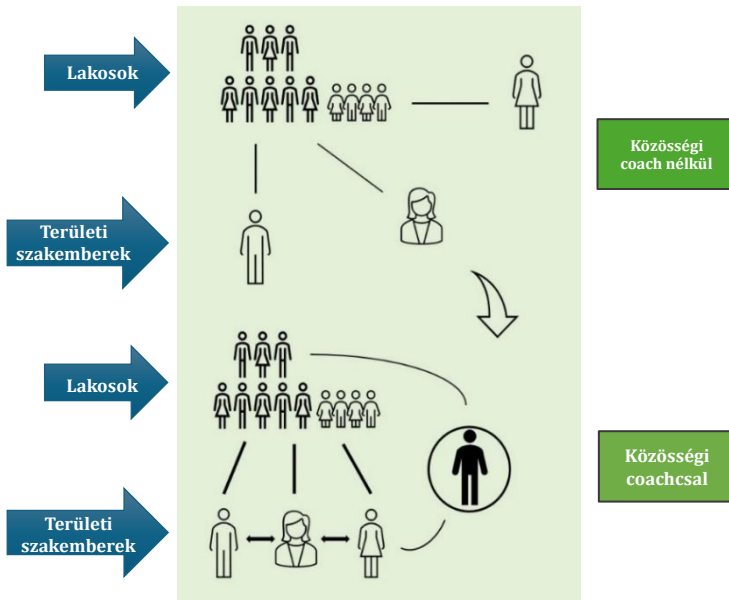 Lakosok
Közösségi
coach nélkül
Területi
szakemberek
Lakosok
Közösségi
coachcsal
Területi
szakemberek